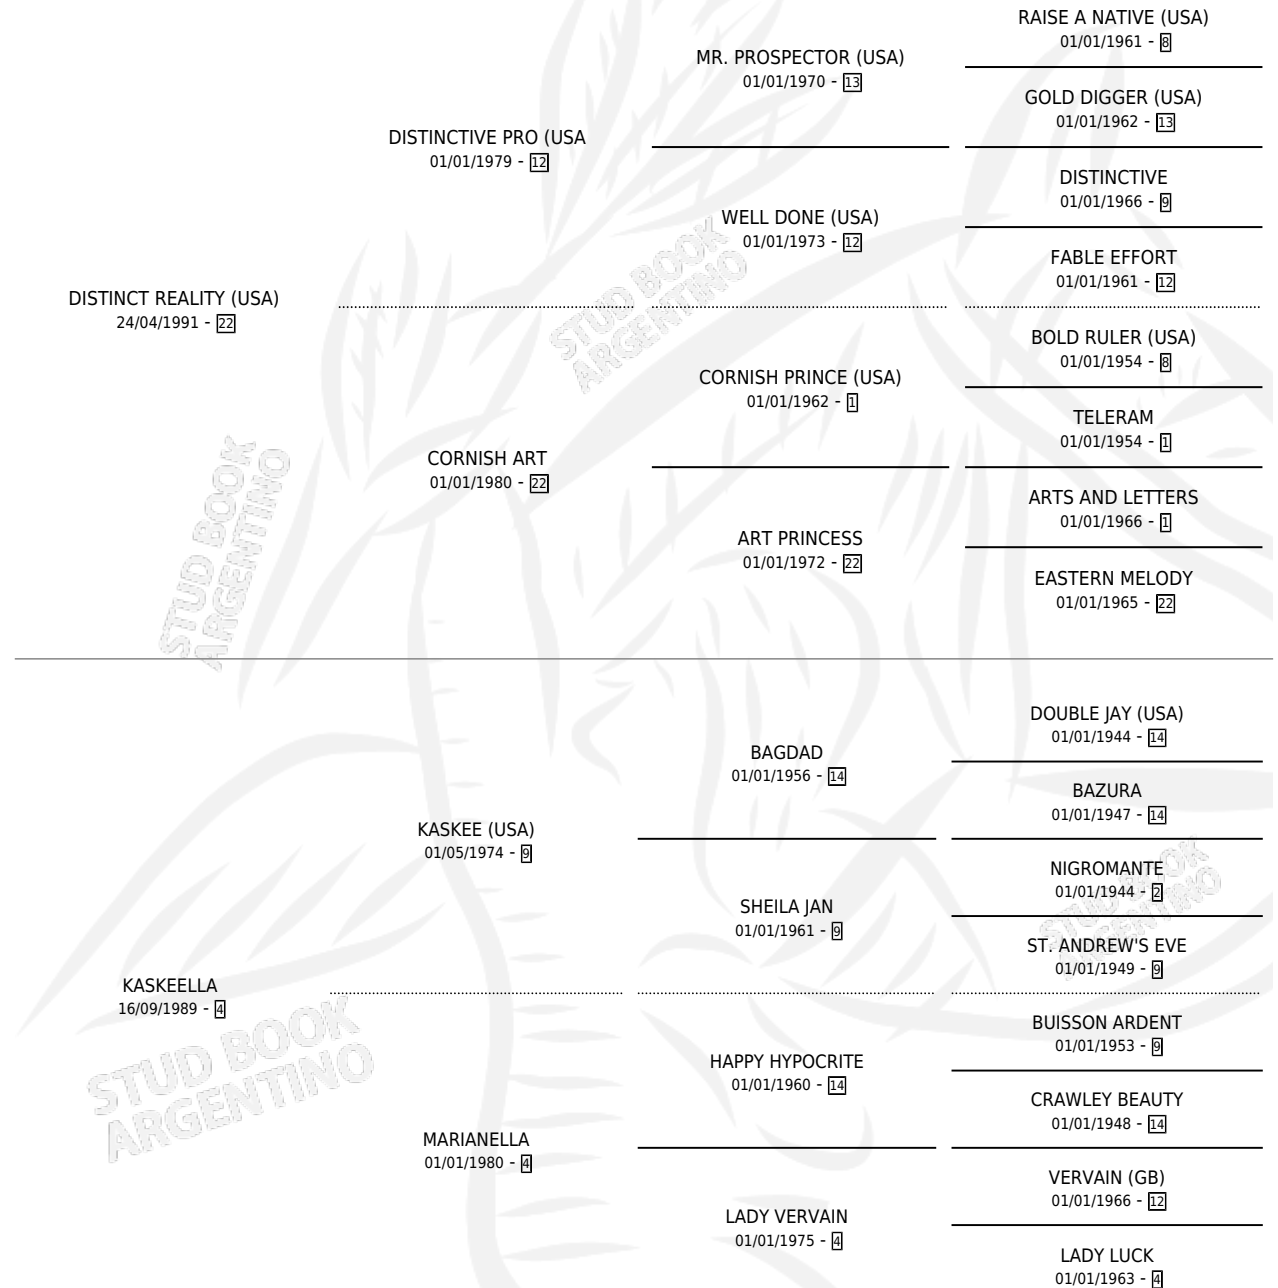 RAISE A NATIVE (USA)
01/01/1961 - 8
MR. PROSPECTOR (USA)
01/01/1970 - 13
GOLD DIGGER (USA)
01/01/1962 - 13
DISTINCTIVE PRO (USA
01/01/1979 - 12
DISTINCTIVE
01/01/1966 - 9
WELL DONE (USA)
01/01/1973 - 12
FABLE EFFORT
01/01/1961 - 12
DISTINCT REALITY (USA)
24/04/1991 - 22
BOLD RULER (USA)
01/01/1954 - 8
CORNISH PRINCE (USA)
01/01/1962 - 1
TELERAM
01/01/1954 - 1
CORNISH ART
01/01/1980 - 22
ARTS AND LETTERS
01/01/1966 - 1
ART PRINCESS
01/01/1972 - 22
EASTERN MELODY
01/01/1965 - 22
DOUBLE JAY (USA)
01/01/1944 - 14
BAGDAD
01/01/1956 - 14
BAZURA
01/01/1947 - 14
KASKEE (USA)
01/05/1974 - 9
NIGROMANTE
01/01/1944 - 2
SHEILA JAN
01/01/1961 - 9
ST. ANDREW'S EVE
01/01/1949 - 9
KASKEELLA
16/09/1989 - 4
BUISSON ARDENT
01/01/1953 - 9
HAPPY HYPOCRITE
01/01/1960 - 14
CRAWLEY BEAUTY
01/01/1948 - 14
MARIANELLA
01/01/1980 - 4
VERVAIN (GB)
01/01/1966 - 12
LADY VERVAIN
01/01/1975 - 4
LADY LUCK
01/01/1963 - 4
STUD BOOK
ARGENTINO
STUD BOOK
ARGENTINO
STUD BOOK
ARGENTINO
STUD BOOK
ARGENTINO